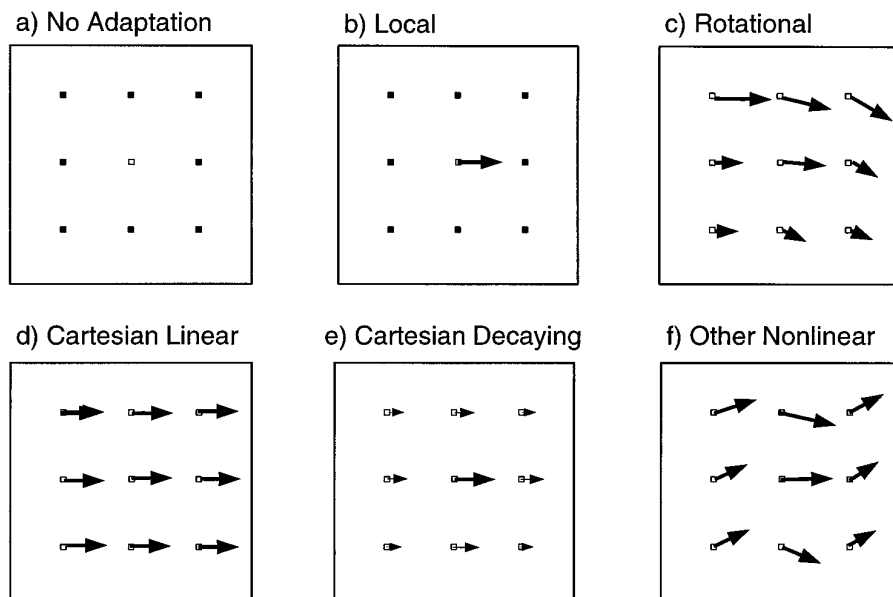 a) No Adaptation
b) Local
c) Rotational
d) Cartesian Linear
e) Cartesian Decaying
f) Other Nonlinear